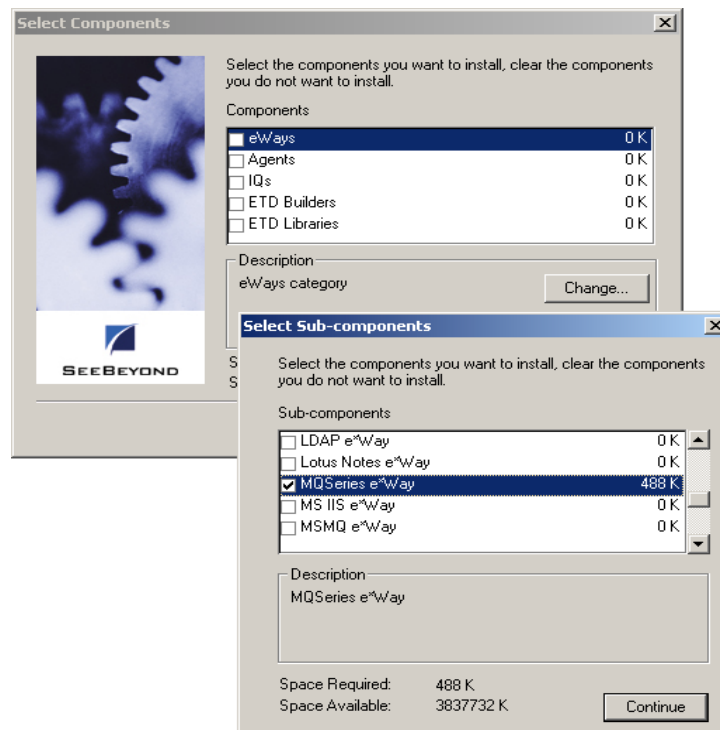 Select Components
Select the components you want to install, clear the components
you do not want to install.
Components
eWays 0 K
Agents 0 K
IQs 0 K
ETD Builders 0 K
ETD Libraries 0 K
Description
eWays category
Change...
SEEBEYOND
S
S
Select Sub-components
Select the components you want to install, clear the components
you do not want to install.
Sub-components
LDAP e*Way 0 K
Lotus Notes e*Way 0 K
MQSeries e*Way 488 K
MS IIS e*Way 0 K
MSMQ e*Way 0 K
Description
MQSeries e*Way
Space Required: 488 K
Space Available: 3837732 K
Continue